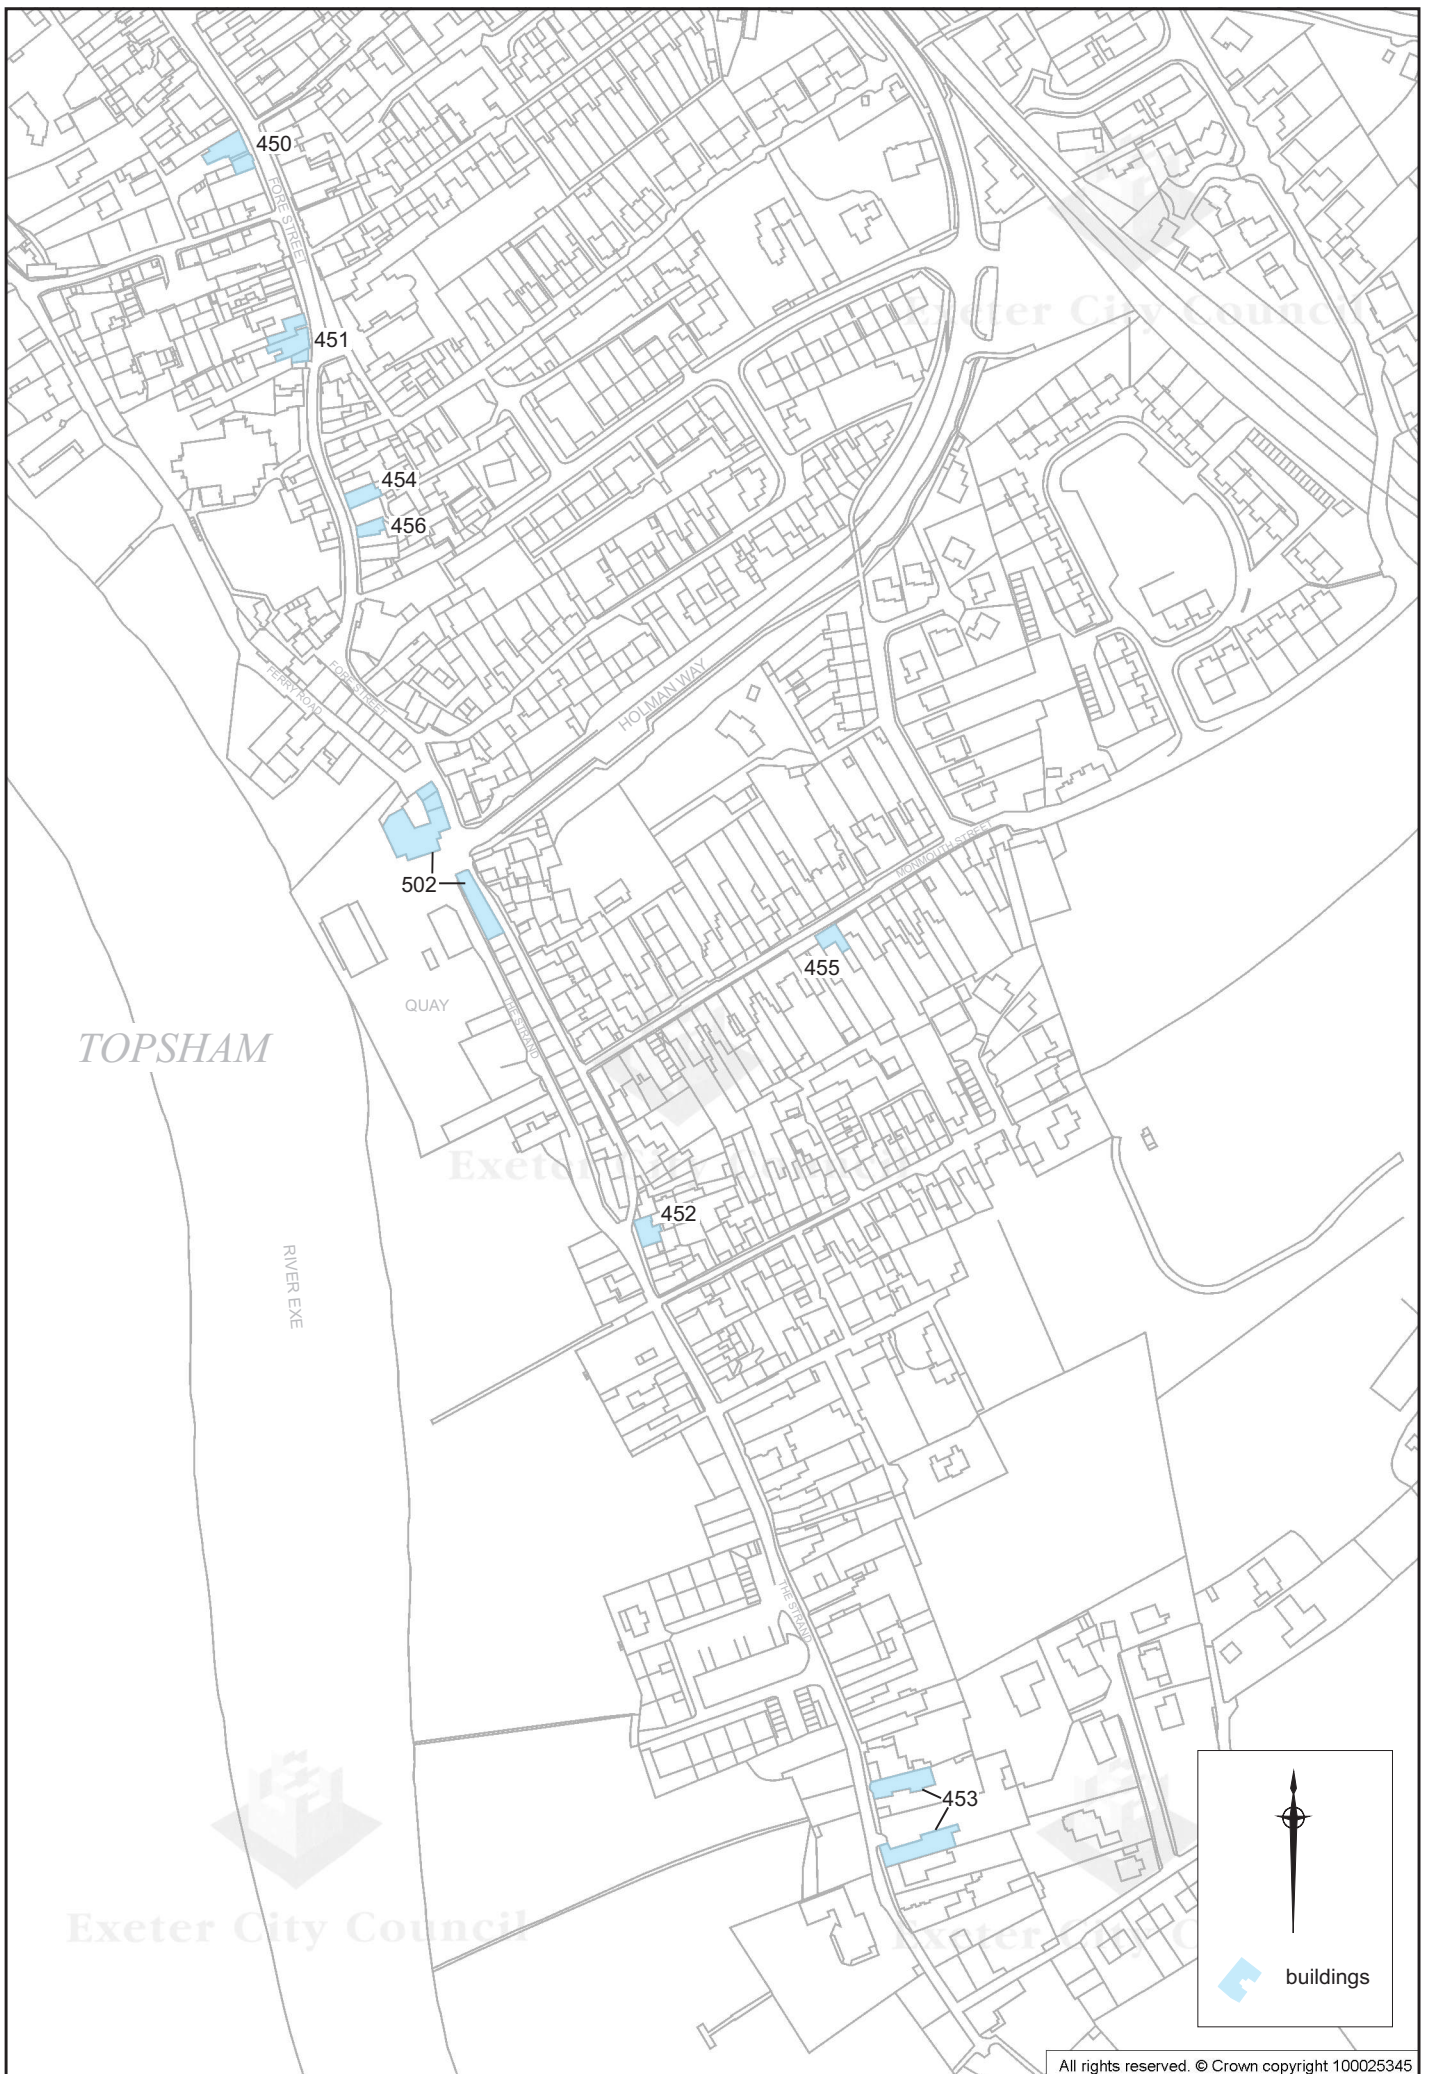 450
FORE STREET
Exeter City Council
451
454
456
FERRY ROAD
FORE STREET
HOLMAN WAY
MONMOUTH STREET
502
455
QUAY
THE STRAND
TOPSHAM
Exeter City Council
452
RIVER EXE
THE STRAND
453
Exeter City Council
Exeter City C
buildings
All rights reserved. © Crown copyright 100025345